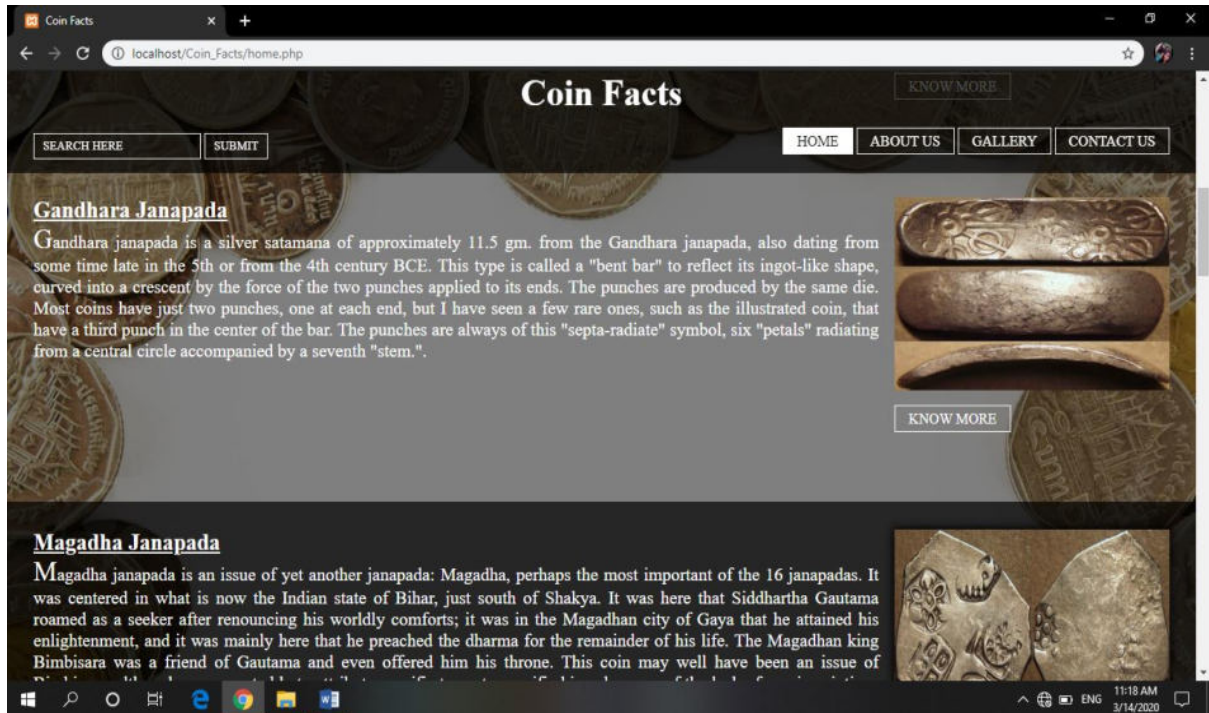 Coin Facts
localhost/Coin_Facts/home.php
Coin Facts
KNOW MORE
SEARCH HERE
SUBMIT
HOME
ABOUT US
GALLERY
CONTACT US
Gandhara Janapada
Gandhara janapada is a silver satamana of approximately 11.5 gm. from the Gandhara janapada, also dating from
some time late in the 5th or from the 4th century BCE. This type is called a "bent bar" to reflect its ingot-like shape,
curved into a crescent by the force of the two punches applied to its ends. The punches are produced by the same die.
Most coins have just two punches, one at each end, but I have seen a few rare ones, such as the illustrated coin, that
have a third punch in the center of the bar. The punches are always of this "septa-radiate" symbol, six "petals" radiating
from a central circle accompanied by a seventh "stem.".
KNOW MORE
Magadha Janapada
Magadha janapada is an issue of yet another janapada: Magadha, perhaps the most important of the 16 janapadas. It
was centered in what is now the Indian state of Bihar, just south of Shakya. It was here that Siddhartha Gautama
roamed as a seeker after renouncing his worldly comforts; it was in the Magadhan city of Gaya that he attained his
enlightenment, and it was mainly here that he preached the dharma for the remainder of his life. The Magadhan king
Bimbisara was a friend of Gautama and even offered him his throne. This coin may well have been an issue of
ENG
11:18 AM
3/14/2020